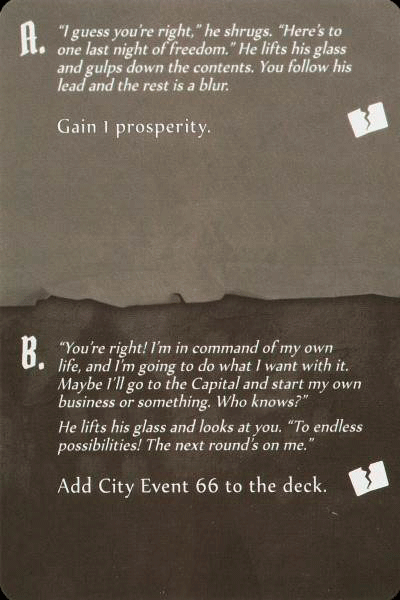 A. "I guess you're right," he shrugs. "Here's to
one last night of freedom." He lifts his glass
and gulps down the contents. You follow his
lead and the rest is a blur.
Gain 1 prosperity.
B. "You're right! I'm in command of my own
life, and I'm going to do what I want with it.
Maybe I'll go to the Capital and start my own
business or something. Who knows?"
He lifts his glass and looks at you. "To endless
possibilities! The next round's on me."
Add City Event 66 to the deck.